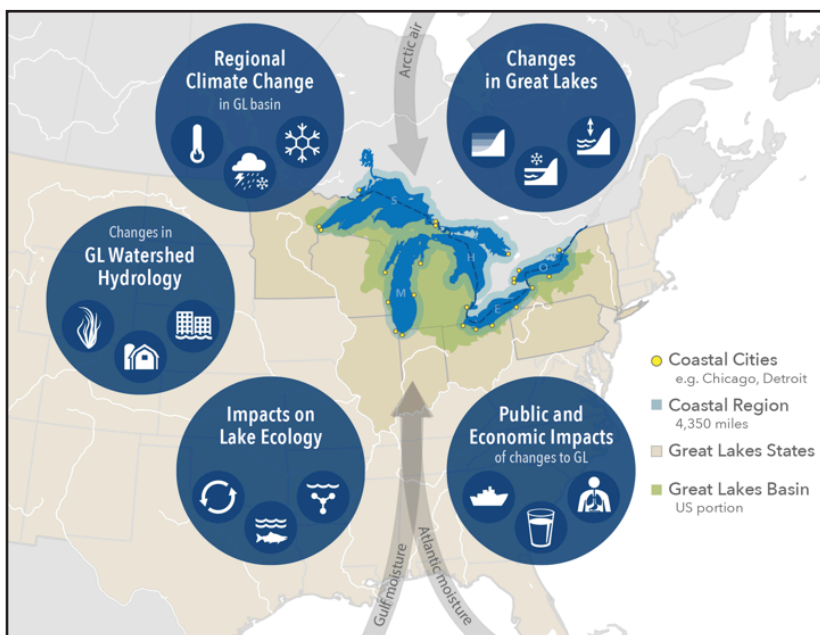 Regional
Climate Change
in GL basin
Arctic air
Changes
in Great Lakes
Changes in
GL Watershed
Hydrology
S
M
H
E
O
Impacts on
Lake Ecology
Public and
Economic Impacts
of changes to GL
Coastal Cities
e.g. Chicago, Detroit
Coastal Region
4,350 miles
Great Lakes States
Great Lakes Basin
US portion
Gulf moisture
Atlantic moisture